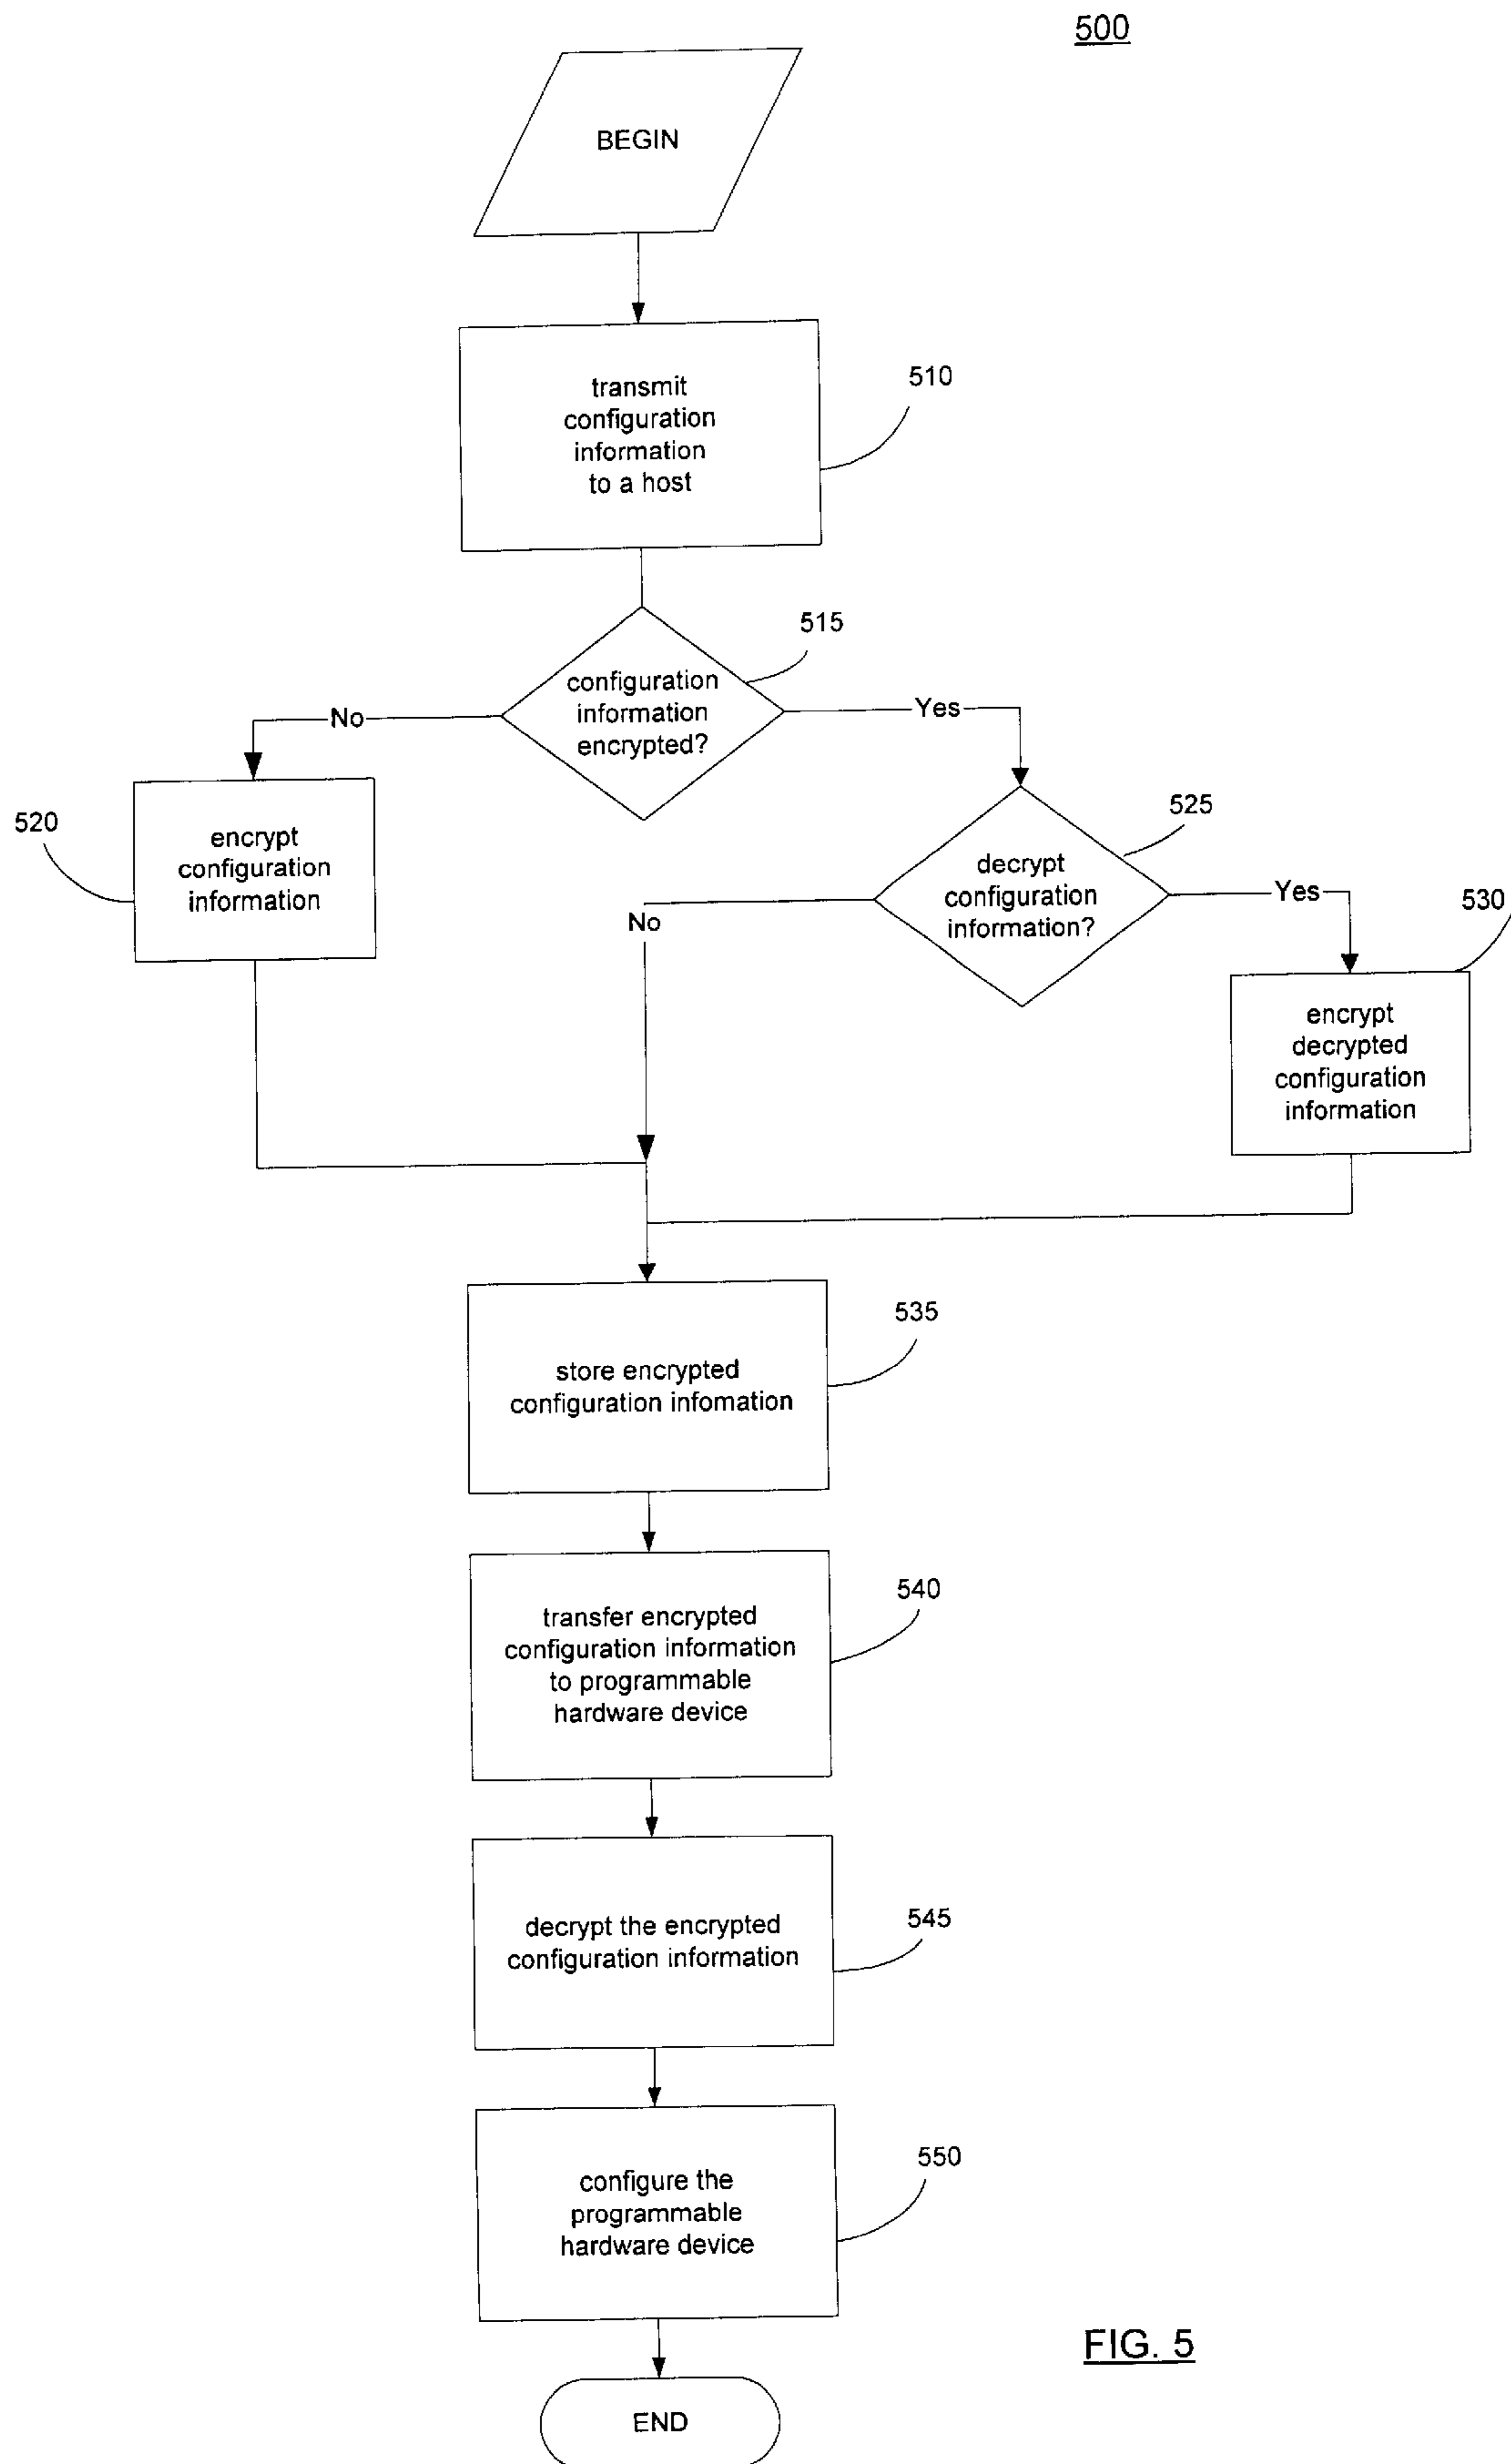 500
BEGIN
transmit
configuration
information
to a host
510
515
configuration
information
encrypted?
No
Yes
520
encrypt
configuration
information
525
decrypt
configuration
information?
No
Yes
530
encrypt
decrypted
configuration
information
535
store encrypted
configuration infomation
540
transfer encrypted
configuration information
to programmable
hardware device
545
decrypt the encrypted
configuration information
550
configure the
programmable
hardware device
FIG. 5
END